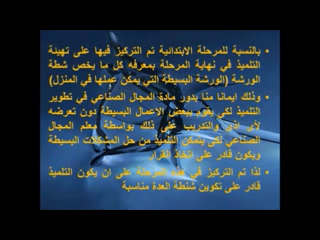 • بالنسبة للمرحلة الابتدائية تم التركيز فيها على تهيئة
التلميذ في نهاية المرحلة بمعرفه كل ما يخص شطة
الورشة (الورشة البسيطة التي يمكن عملها في المنزل)
• وذلك ايمانا منا بدور مادة المجال الصناعي في تطوير
التلميذ لكي يقوم ببعض الاعمال البسيطة دون تعرضه
لأي أذى والتدريب على ذلك بواسطة معلم المجال
الصناعي لكي يتمكن التلميذ من حل المشكلات البسيطة
ويكون قادر على اتخاذ القرار
• لذا تم التركيز في هذه المرحلة على ان يكون التلميذ
قادر على تكوين شنطة العدة مناسبة